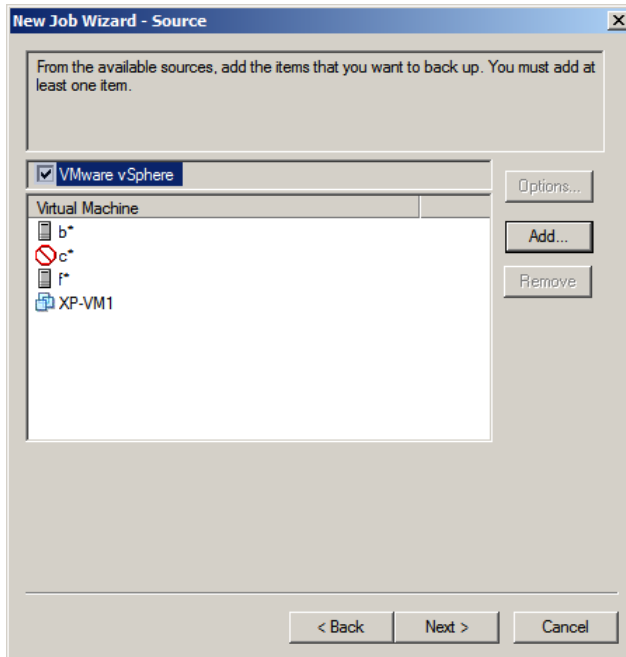 New Job Wizard - Source
From the available sources, add the items that you want to back up. You must add at
least one item.
VMware vSphere
Options...
Virtual Machine
Add...
b*
c*
Remove
f*
XP-VM1
< Back
Next >
Cancel